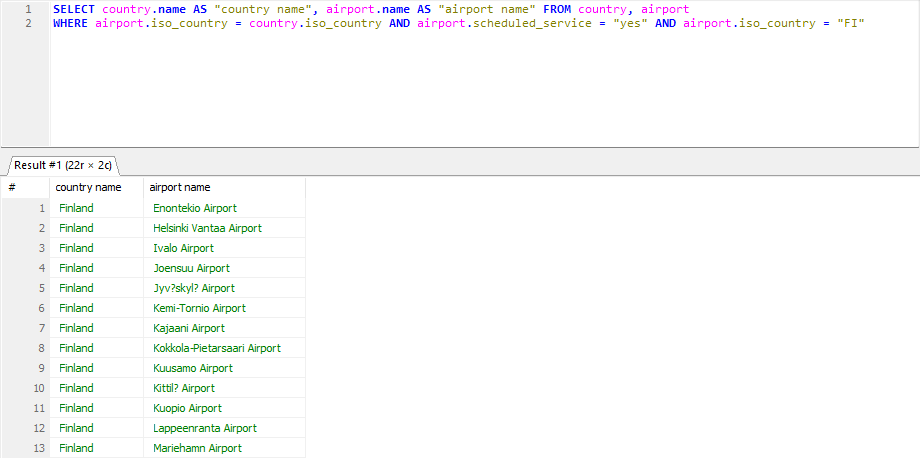 1 SELECT country.name AS "country name", airport.name AS "airport name" FROM country, airport
2 WHERE airport.iso_country = country.iso_country AND airport.scheduled_service = "yes" AND airport.iso_country = "FI"
Result #1 (22r × 2c)
# country name airport name
1 Finland Enontekio Airport
2 Finland Helsinki Vantaa Airport
3 Finland Ivalo Airport
4 Finland Joensuu Airport
5 Finland Jyv?skyl? Airport
6 Finland Kemi-Tornio Airport
7 Finland Kajaani Airport
8 Finland Kokkola-Pietarsaari Airport
9 Finland Kuusamo Airport
10 Finland Kittil? Airport
11 Finland Kuopio Airport
12 Finland Lappeenranta Airport
13 Finland Mariehamn Airport